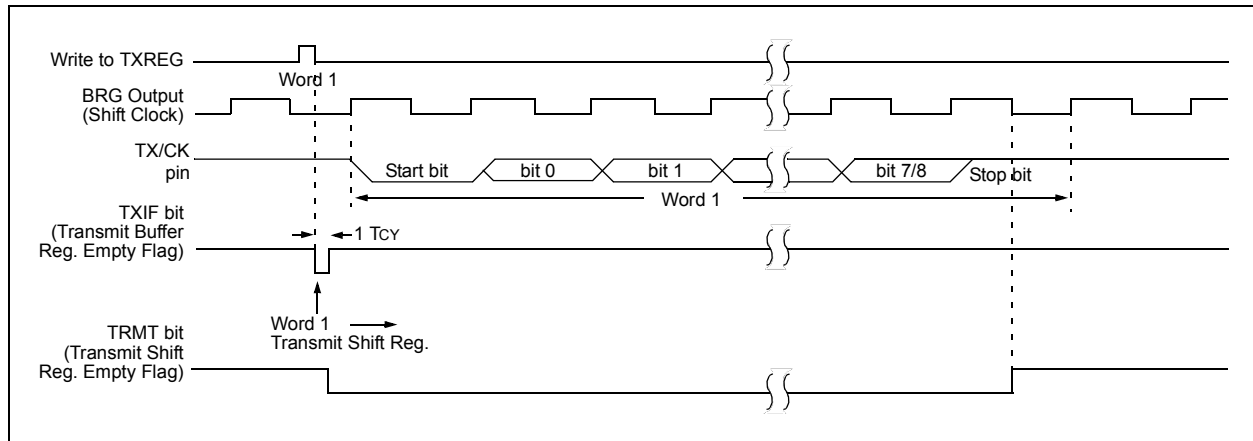 Write to TXREG
Word 1
BRG Output
(Shift Clock)
TX/CK
pin
Start bit
bit 0
bit 1
bit 7/8
Stop bit
Word 1
TXIF bit
(Transmit Buffer
Reg. Empty Flag)
1 TCY
Word 1
Transmit Shift Reg.
TRMT bit
(Transmit Shift
Reg. Empty Flag)